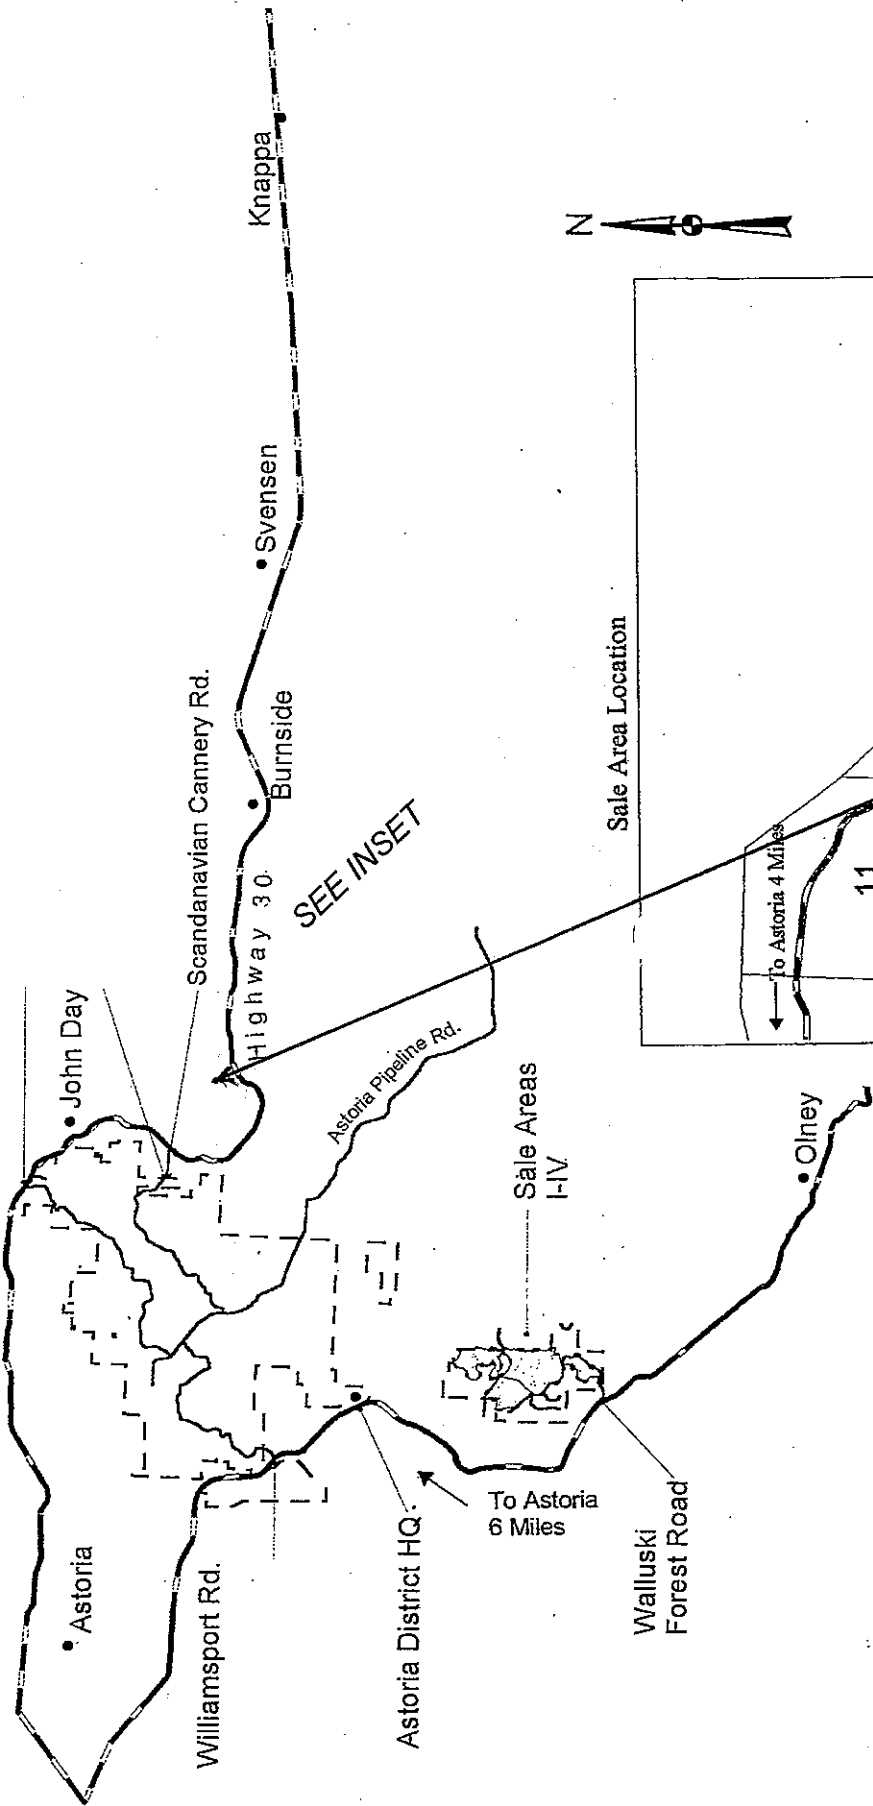 Knappa
Svensen
Burnside
Scandanavian Cannery Rd.
John Day
Highway 30
SEE INSET
Astoria Pipeline Rd.
Astoria
Williamsport Rd.
Astoria District HQ.
To Astoria
6 Miles
Walluski
Forest Road
Sale Areas
I-IV
Olney
N
Sale Area Location
To Astoria 4 Miles
11